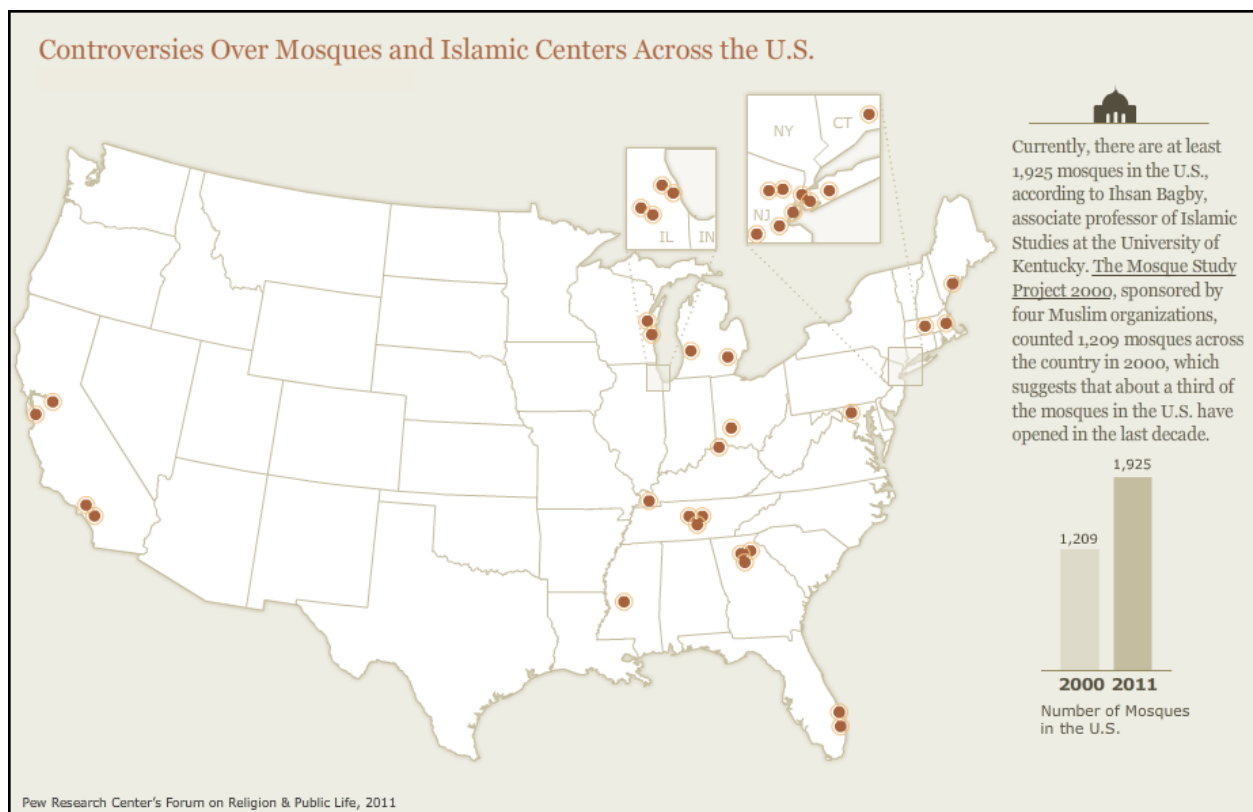 Controversies Over Mosques and Islamic Centers Across the U.S.
NY
CT
NJ
IL
IN
Currently, there are at least
1,925 mosques in the U.S.,
according to Ihsan Bagby,
associate professor of Islamic
Studies at the University of
Kentucky. The Mosque Study
Project 2000, sponsored by
four Muslim organizations,
counted 1,209 mosques across
the country in 2000, which
suggests that about a third of
the mosques in the U.S. have
opened in the last decade.
1,925
1,209
2000 2011
Number of Mosques
in the U.S.
Pew Research Center's Forum on Religion & Public Life, 2011